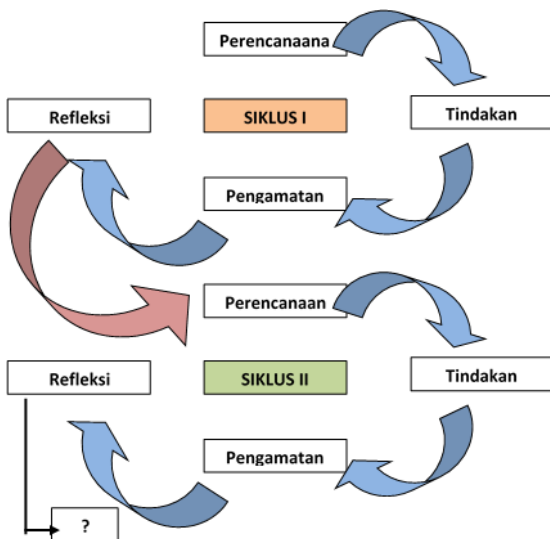 Perencanaana
Refleksi
SIKLUS I
Tindakan
Pengamatan
Perencanaan
Refleksi
SIKLUS II
Tindakan
Pengamatan
?